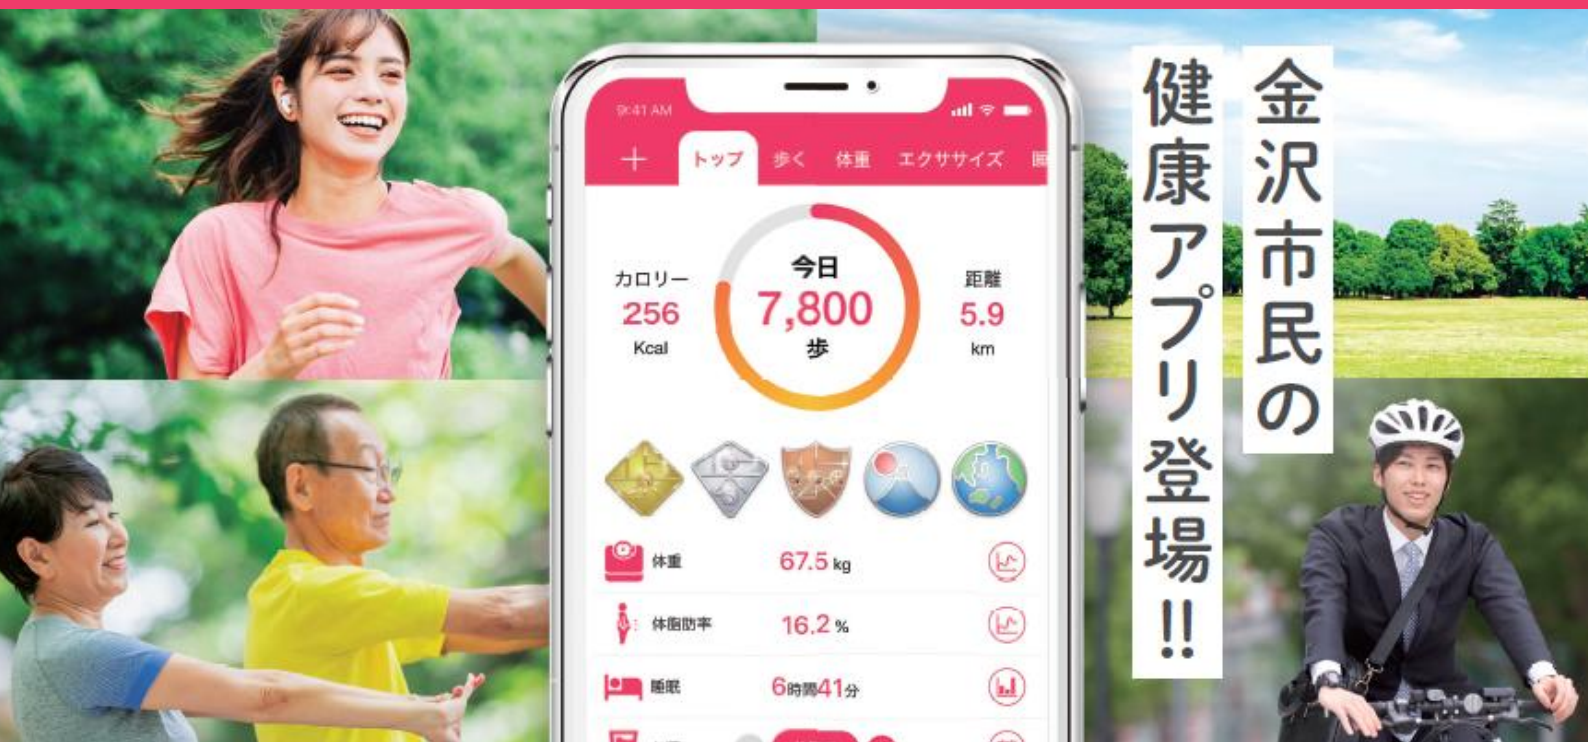 金沢市民の
健康アプリ登場!!
9:41 AM
トップ 歩く 体重 エクササイズ
カロリー
256
Kcal
今日
7,800
歩
距離
5.9
km
体重 67.5 kg
体脂肪率 16.2 %
睡眠 6時間41分